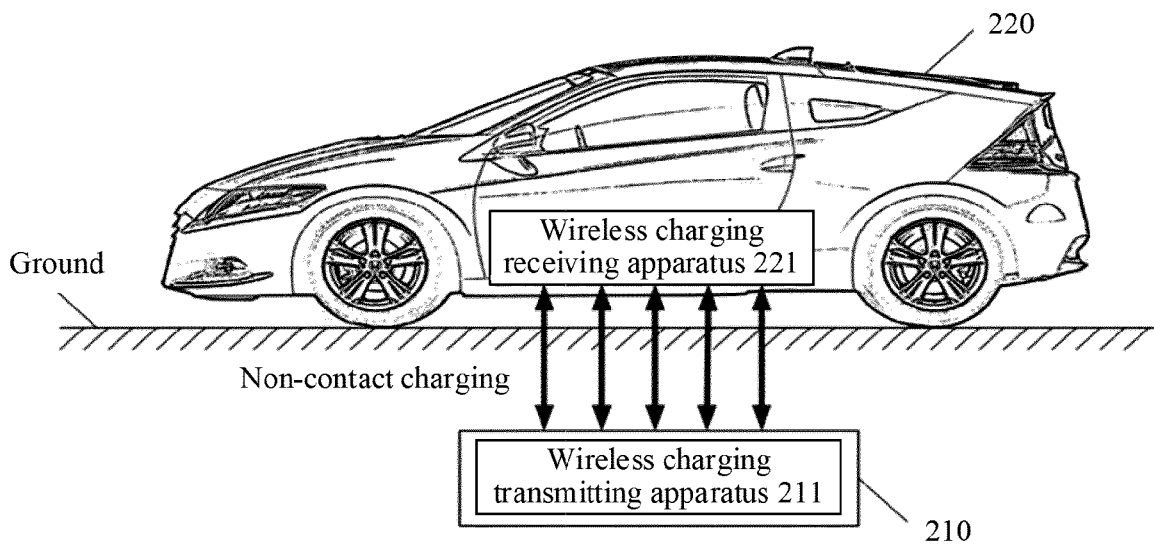 220
Wireless charging
receiving apparatus 221
Ground
Non-contact charging
Wireless charging
transmitting apparatus 211
210